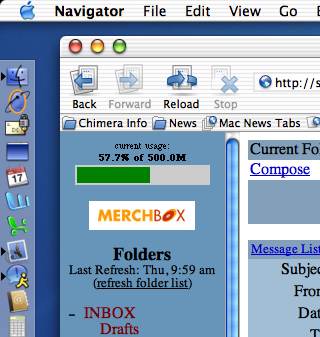 Navigator File Edit View Go
Back Forward Reload Stop http://s
Chimera Info News Mac News Tabs
current usage:
57.7% of 500.0M
Current Fo
Compose
MERCHBOX
Folders
Last Refresh: Thu, 9:59 am
(refresh folder list)
Message List
Subjec
From
Dat
T
- INBOX
Drafts
17